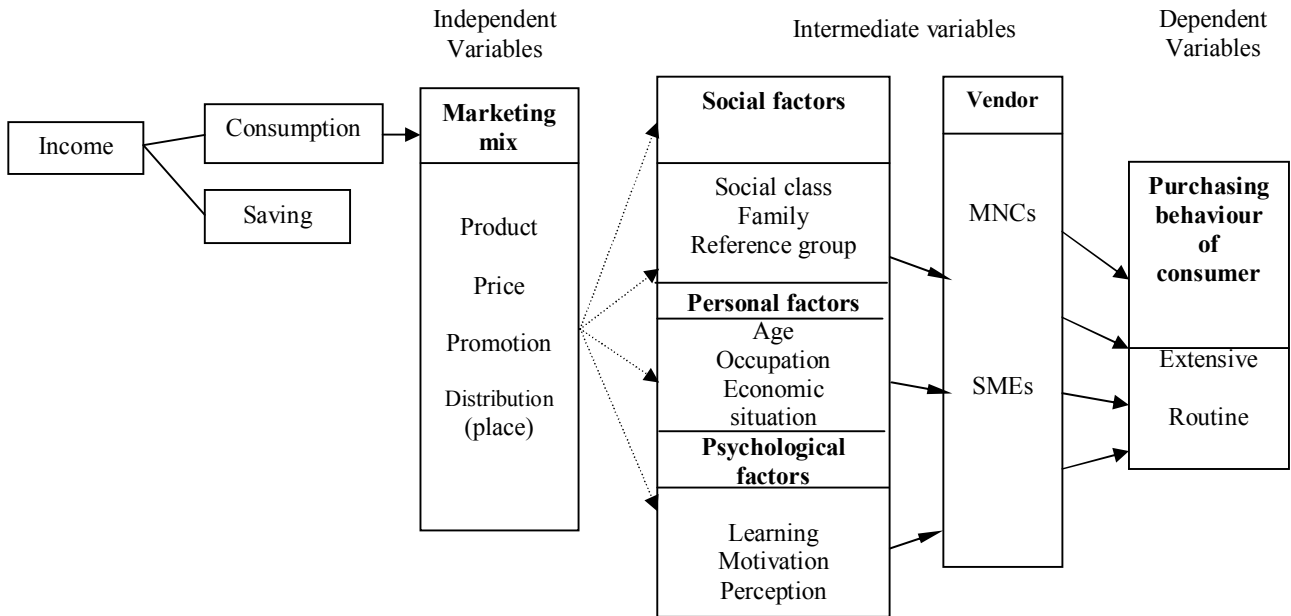 Independent
Variables
Intermediate variables
Dependent
Variables
Income
Consumption
Saving
Marketing
mix
Product
Price
Promotion
Distribution
(place)
Social factors
Social class
Family
Reference group
Personal factors
Age
Occupation
Economic
situation
Psychological
factors
Learning
Motivation
Perception
Vendor
MNCs
SMEs
Purchasing
behaviour
of
consumer
Extensive
Routine